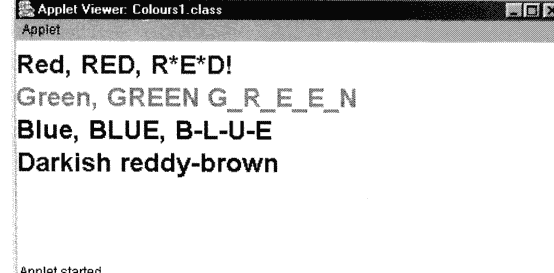 Applet Viewer: Colours1.class
Applet
Red, RED, R*E*D!
Green, GREEN G_R_E_E_N
Blue, BLUE, B-L-U-E
Darkish reddy-brown
Applet started.